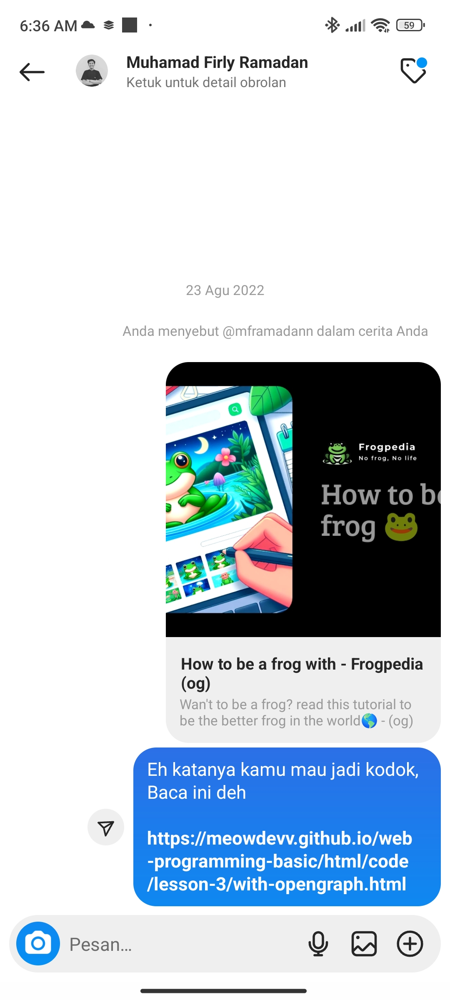 6:36 AM
59
Muhamad Firly Ramadan
Ketuk untuk detail obrolan
23 Agu 2022
Anda menyebut @mframadann dalam cerita Anda
Frogpedia
No frog, No life
How to be
frog 🐸
How to be a frog with - Frogpedia
(og)
Wan't to be a frog? read this tutorial to
be the better frog in the world🌎 - (og)
Eh katanya kamu mau jadi kodok,
Baca ini deh
https://meowdevv.github.io/web
-programming-basic/html/code
/lesson-3/with-opengraph.html
Pesan...